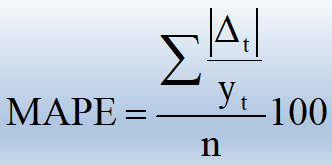 MAPE = ∑ |Δt| / yt / n 100